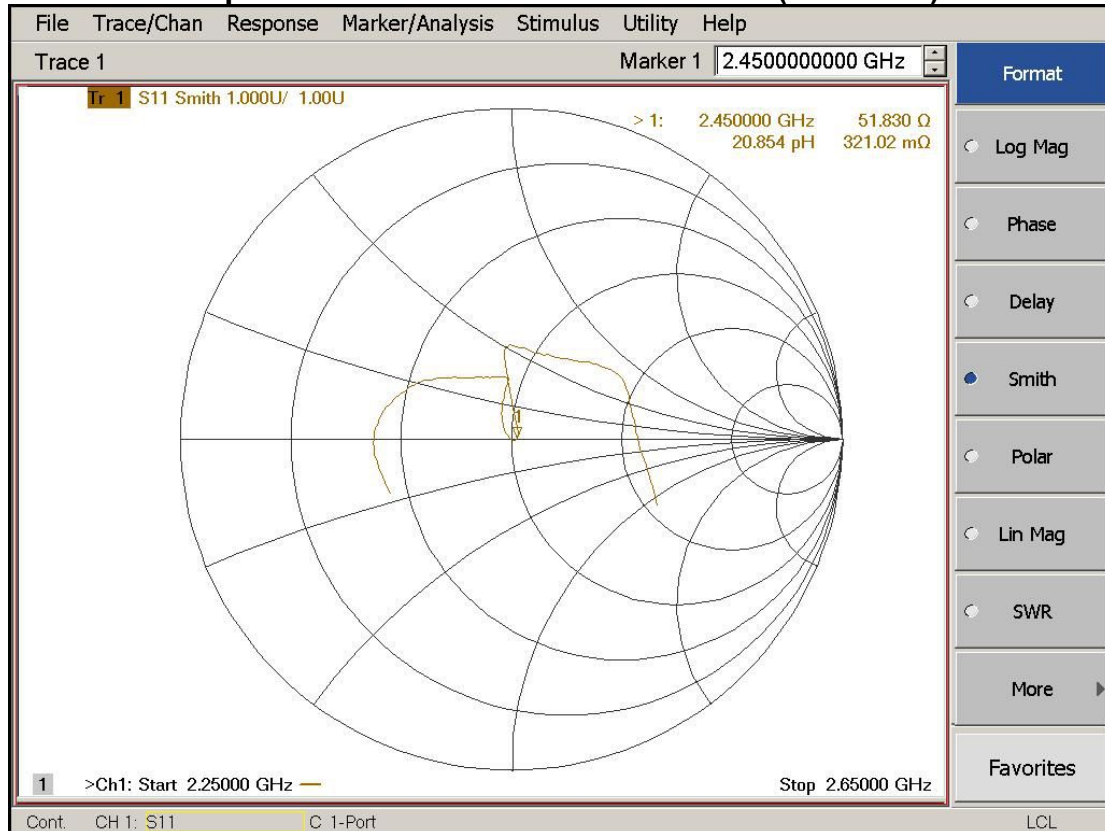 File Trace/Chan Response Marker/Analysis Stimulus Utility Help
Trace 1 Marker 1 2.4500000000 GHz
Format
Tr 1 S11 Smith 1.000U/ 1.00U
> 1: 2.450000 GHz 51.830 Ω
20.854 pH 321.02 mΩ
Log Mag
Phase
Delay
Smith
1
Polar
Lin Mag
SWR
More
Favorites
1 >Ch1: Start 2.25000 GHz Stop 2.65000 GHz
Cont. CH 1: S11 C 1-Port LCL